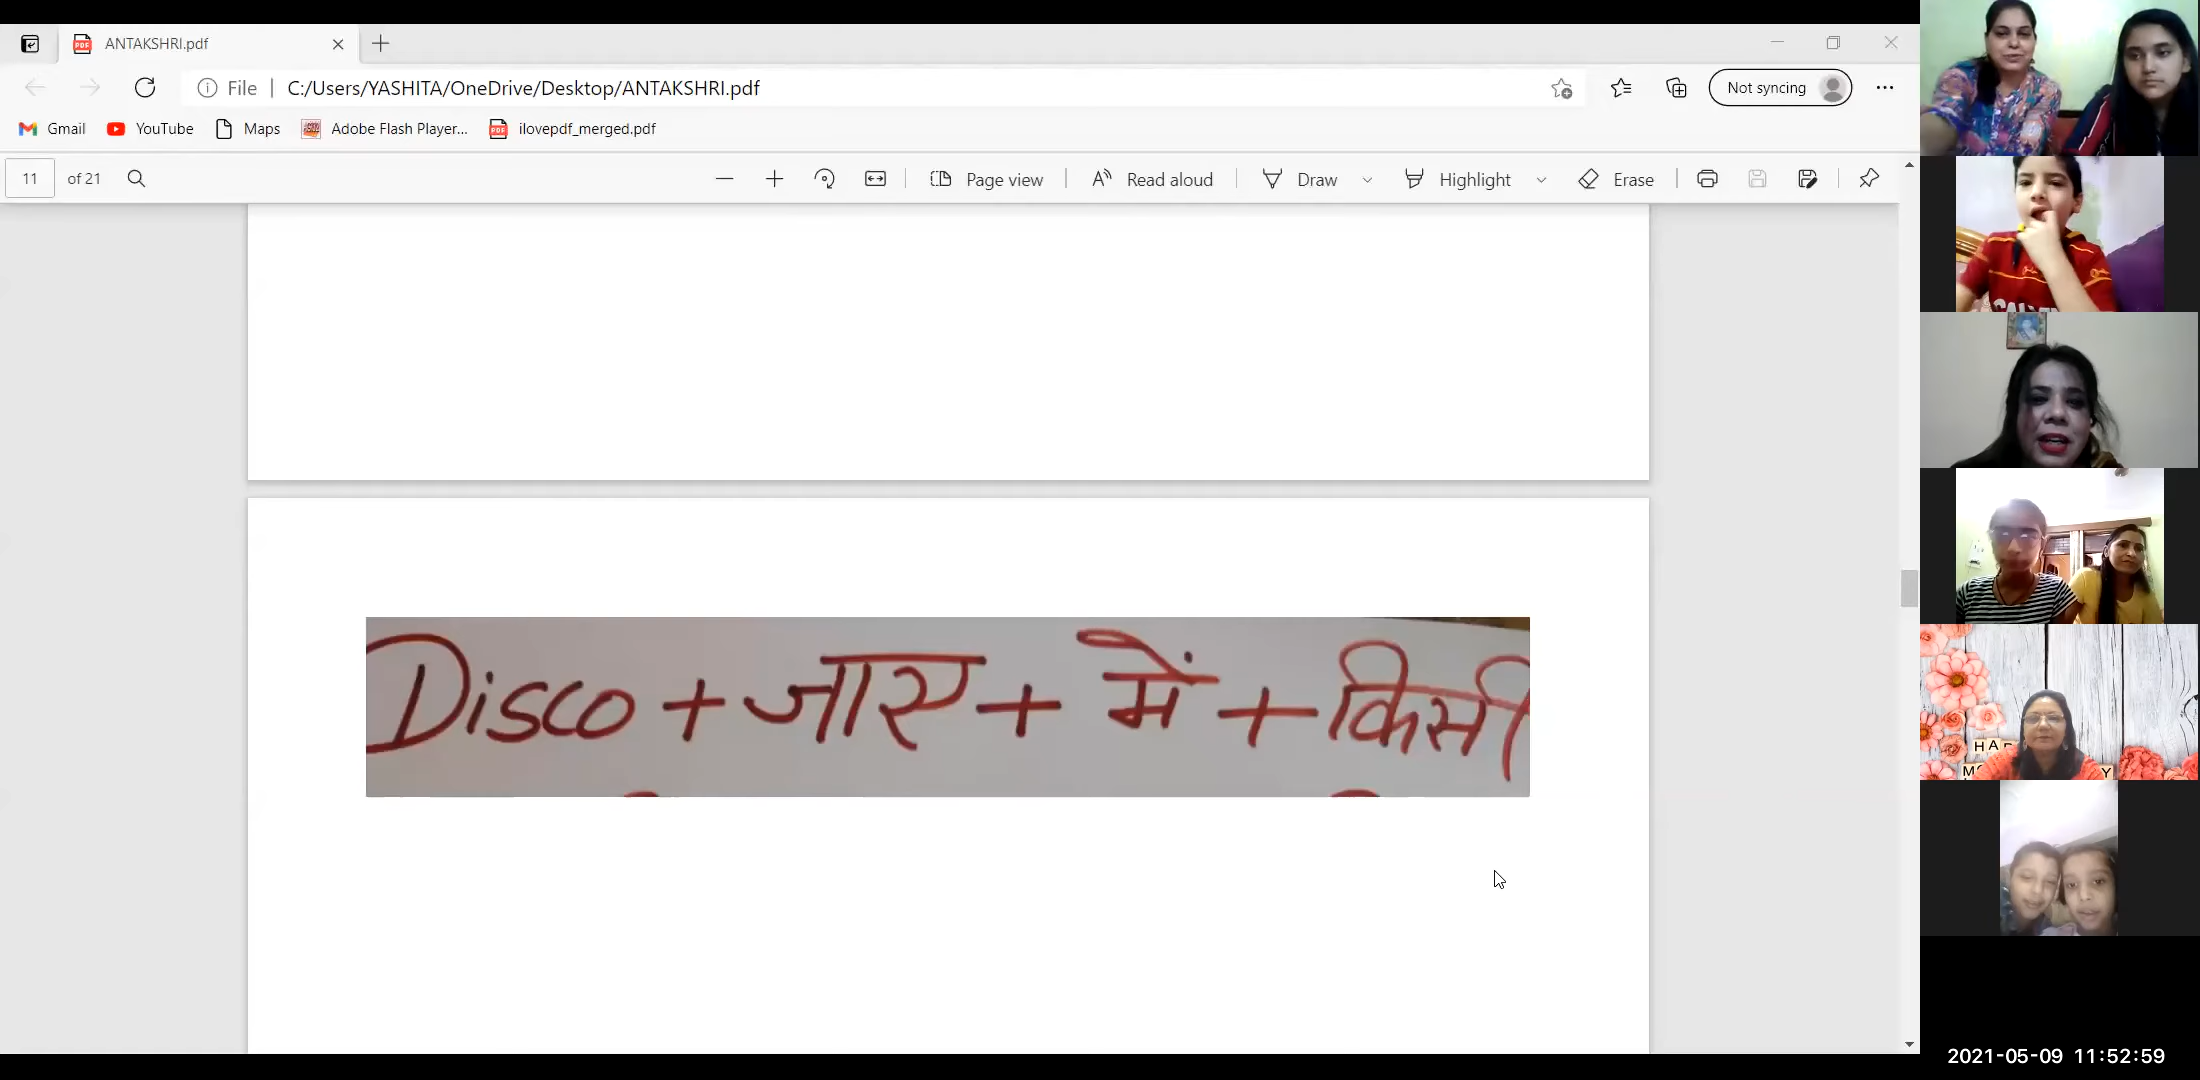 ANTAKSHRI.pdf
File | C:/Users/YASHITA/OneDrive/Desktop/ANTAKSHRI.pdf
Not syncing
Gmail YouTube Maps Adobe Flash Player... ilovepdf_merged.pdf
11 of 21
Page view Read aloud Draw Highlight Erase
Disco + जाए + में + किसी
2021-05-09 11:52:59